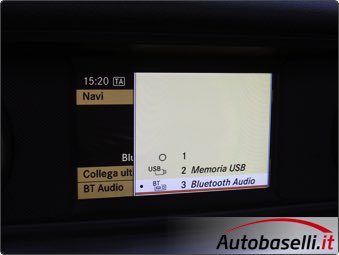 15:20 TA
Navi
1
USB 2 Memoria USB
Blu
Collega ult
BT 3 Bluetooth Audio
BT Audio
Autobaselli.it